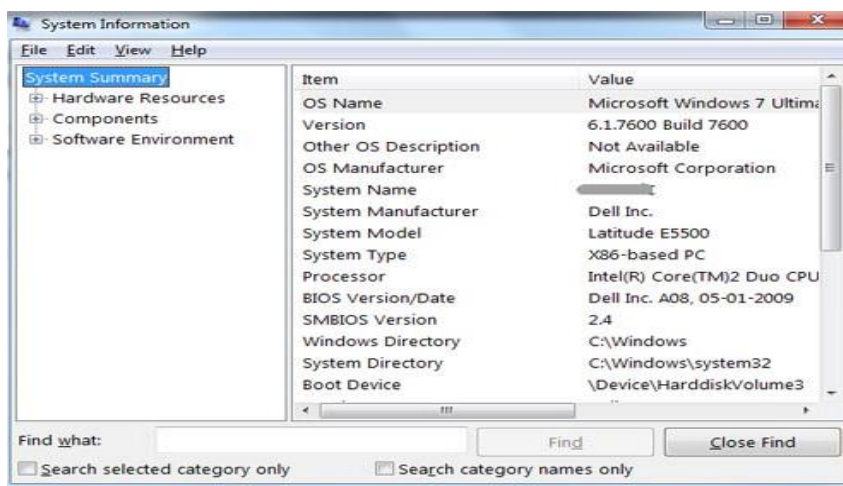 System Information
File Edit View Help
System Summary
Hardware Resources
Components
Software Environment
Item Value
OS Name Microsoft Windows 7
Version 6.1.7600 Build 7600
Other OS Description Not Available
OS Manufacturer Microsoft Corporation
System Name
System Manufacturer Dell Inc.
System Model Latitude E5500
System Type X86-based PC
Processor Intel(R) Core(TM)2 Duo CPU
BIOS Version/Date Dell Inc. A08, 05-01-2009
SMBIOS Version 2.4
Windows Directory C:\Windows
System Directory C:\Windows\system32
Boot Device \Device\HarddiskVolume3
Find what: Find Close Find
Search selected category only Search category names only